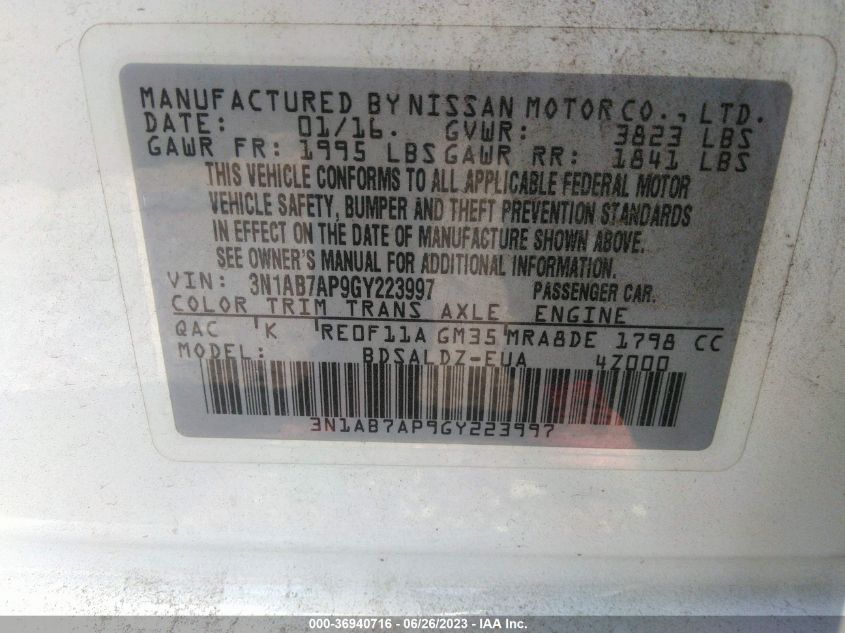 MANUFACTURED BY NISSAN MOTOR CO., LTD.
DATE: 01/16. GVWR: 3823 LBS
GAWR FR: 1995 LBS GAWR RR: 1841 LBS
THIS VEHICLE CONFORMS TO ALL APPLICABLE FEDERAL MOTOR
VEHICLE SAFETY, BUMPER AND THEFT PREVENTION STANDARDS
IN EFFECT ON THE DATE OF MANUFACTURE SHOWN ABOVE.
SEE OWNER'S MANUAL FOR ADDITIONAL INFORMATION.
VIN: 3N1AB7AP9GY223997 PASSENGER CAR.
COLOR TRIM TRANS AXLE ENGINE
QAC K RE0F11A GM35 MRA8DE 1798 CC
MODEL: BDSALDZ-EUA 4Z000
3N1AB7AP9GY223997
000-36940716 - 06/26/2023 - IAA Inc.